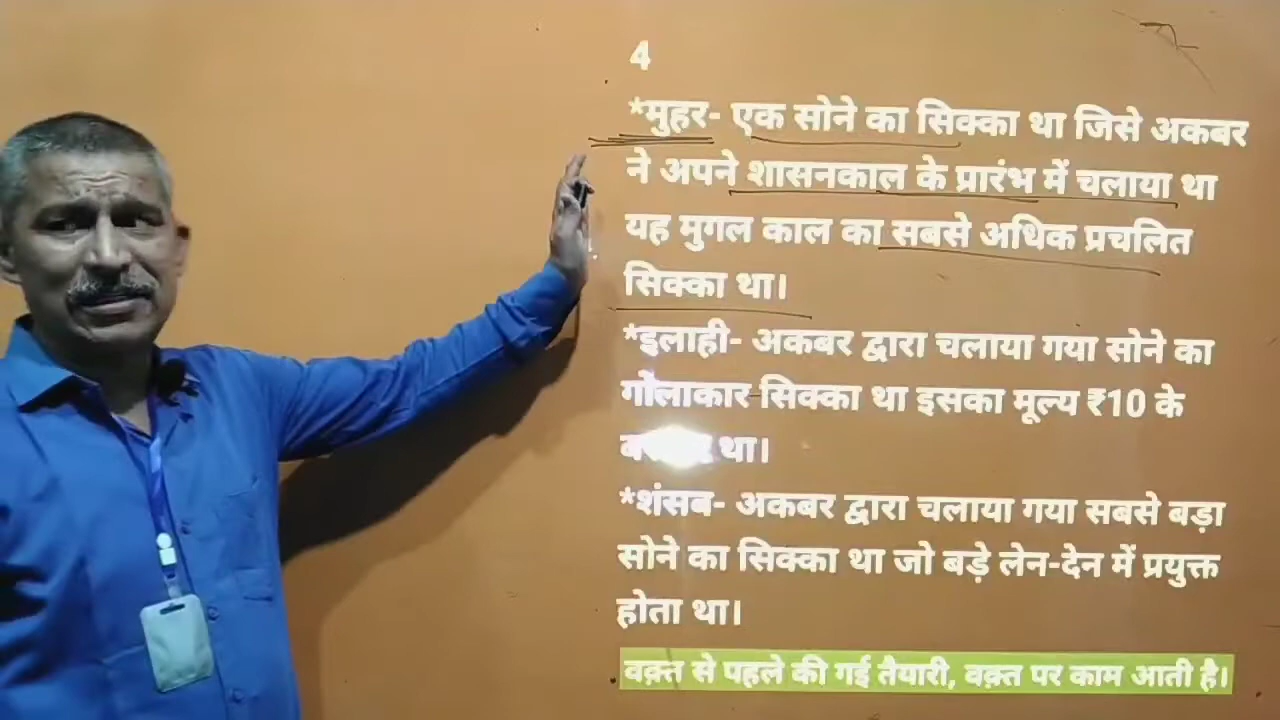 4
*मुहर- एक सोने का सिक्का था जिसे अकबर
ने अपने शासनकाल के प्रारंभ में चलाया था
यह मुगल काल का सबसे अधिक प्रचलित
सिक्का था।
*इलाही- अकबर द्वारा चलाया गया सोने का
गोलाकार सिक्का था इसका मूल्य ₹10 के
था।
*शंसब- अकबर द्वारा चलाया गया सबसे बड़ा
सोने का सिक्का था जो बड़े लेन-देन में प्रयुक्त
होता था।
वक़्त से पहले की गई तैयारी, वक़्त पर काम आती है।